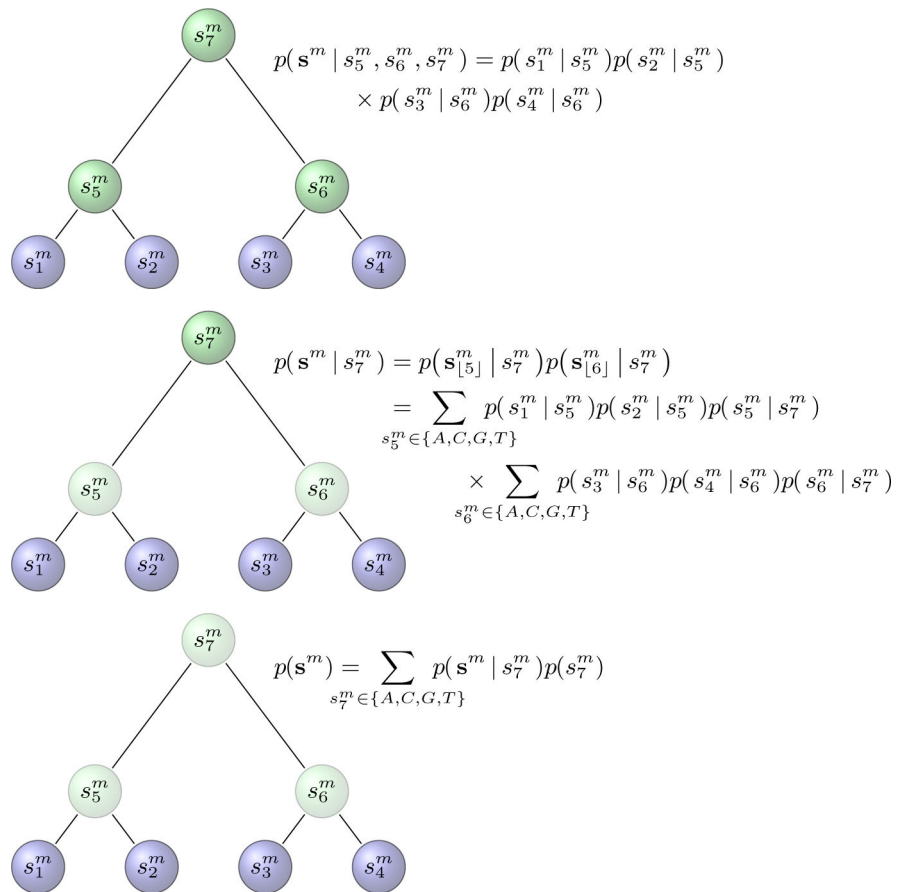 s_7^m
p( **s**^m | s_5^m, s_6^m, s_7^m ) = p( s_1^m | s_5^m )p( s_2^m | s_5^m )
× p( s_3^m | s_6^m )p( s_4^m | s_6^m )
s_5^m s_6^m
s_1^m s_2^m s_3^m s_4^m
s_7^m
p( **s**^m | s_7^m ) = p( **s**_{⌊5⌋}^m | s_7^m )p( **s**_{⌊6⌋}^m | s_7^m )
= ∑_{s_5^m∈{A,C,G,T}} p( s_1^m | s_5^m )p( s_2^m | s_5^m )p( s_5^m | s_7^m )
× ∑_{s_6^m∈{A,C,G,T}} p( s_3^m | s_6^m )p( s_4^m | s_6^m )p( s_6^m | s_7^m )
s_5^m s_6^m
s_1^m s_2^m s_3^m s_4^m
s_7^m
p(**s**^m) = ∑_{s_7^m∈{A,C,G,T}} p( **s**^m | s_7^m )p(s_7^m)
s_5^m s_6^m
s_1^m s_2^m s_3^m s_4^m